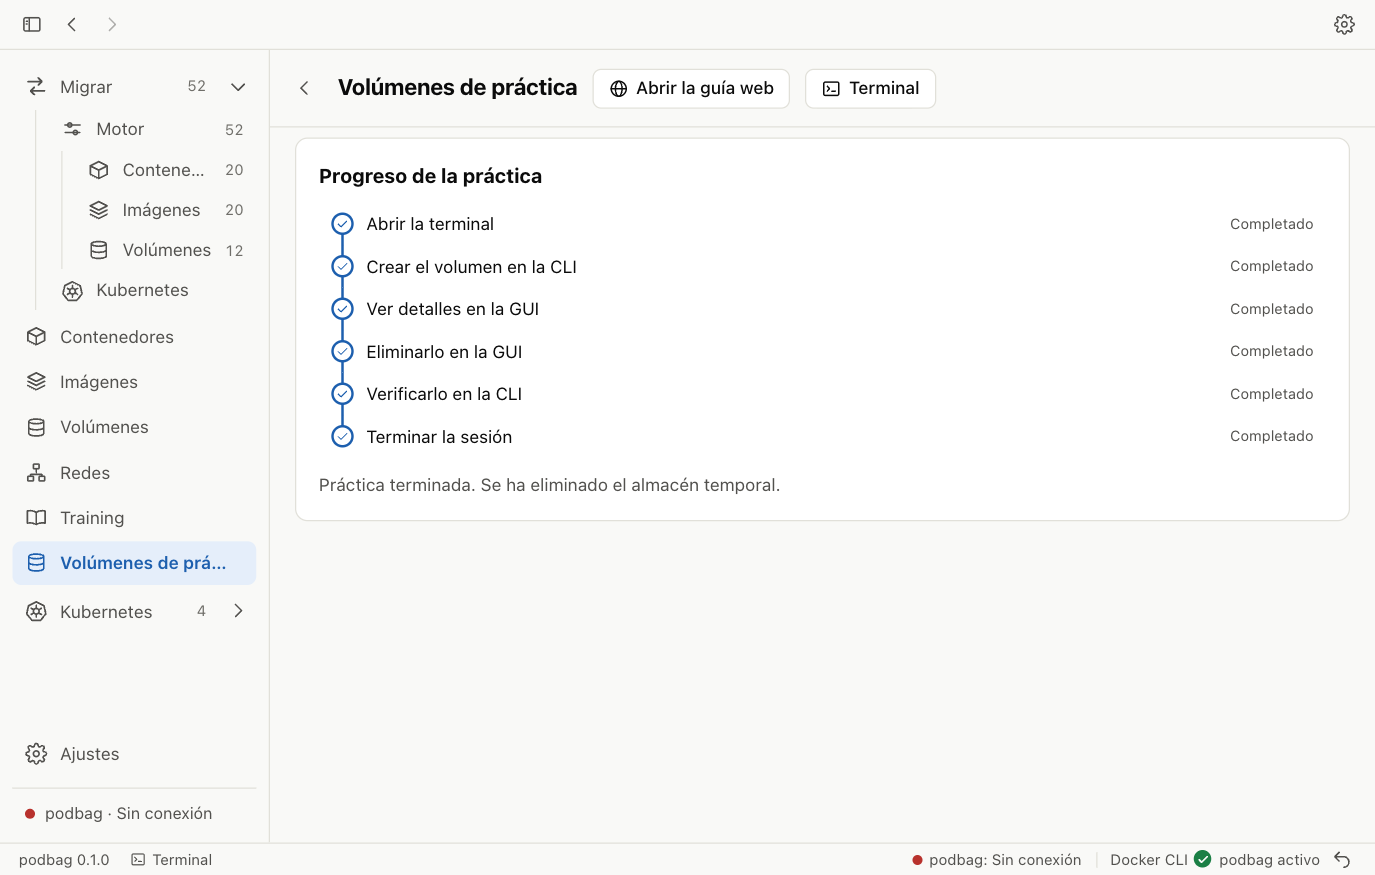 Migrar 52
Motor 52
Contene... 20
Imágenes 20
Volúmenes 12
Kubernetes
Contenedores
Imágenes
Volúmenes
Redes
Training
Volúmenes de prá...
Kubernetes 4
Ajustes
podbag · Sin conexión
Volúmenes de práctica
Abrir la guía web
Terminal
Progreso de la práctica
Abrir la terminal Completado
Crear el volumen en la CLI Completado
Ver detalles en la GUI Completado
Eliminarlo en la GUI Completado
Verificarlo en la CLI Completado
Terminar la sesión Completado
Práctica terminada. Se ha eliminado el almacén temporal.
podbag 0.1.0 Terminal podbag: Sin conexión Docker CLI podbag activo